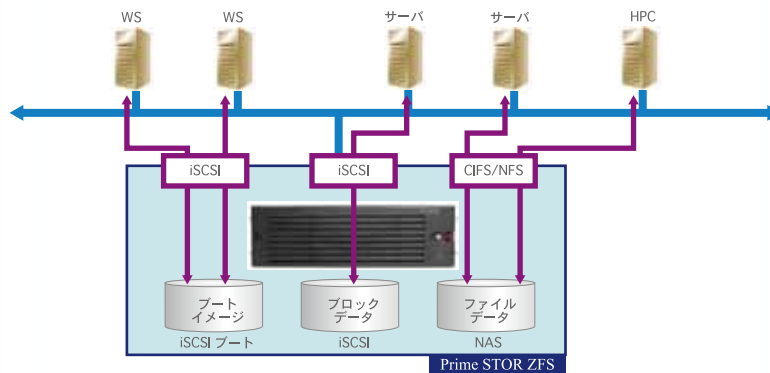 WS
WS
サーバ
サーバ
HPC
iSCSI
iSCSI
CIFS/NFS
ブート
イメージ
ブロック
データ
ファイル
データ
iSCSI ブート
iSCSI
NAS
Prime STOR ZFS